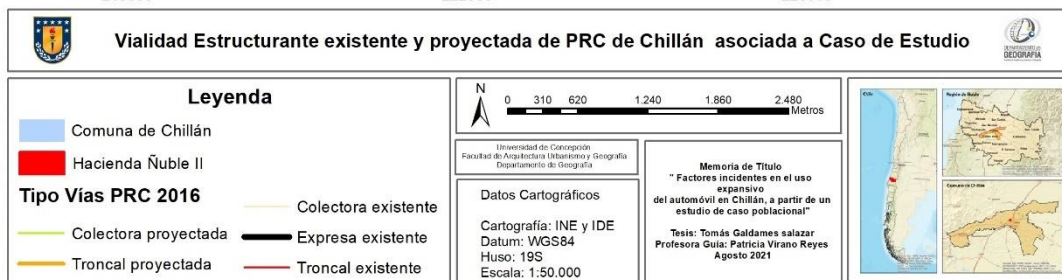 Vialidad Estructurante existente y proyectada de PRC de Chillán asociada a Caso de Estudio
GEOGRAFIA
Leyenda
Comuna de Chillán
Hacienda Ñuble II
Tipo Vías PRC 2016
Colectora proyectada
Troncal proyectada
Colectora existente
Expresa existente
Troncal existente
N
0 310 620 1.240 1.860 2.480
Metros
Universidad de Concepción
Facultad de Arquitectura Urbanismo y Geografía
Departamento de Geografía
Datos Cartográficos
Cartografía: INE y IDE
Datum: WGS84
Huso: 19S
Escala: 1:50.000
Memoria de Título
" Factores incidentes en el uso
expansivo
del automóvil en Chillán, a partir de un
estudio de caso poblacional"
Tesis: Tomás Galdames salazar
Profesora Guía: Patricia Virano Reyes
Agosto 2021